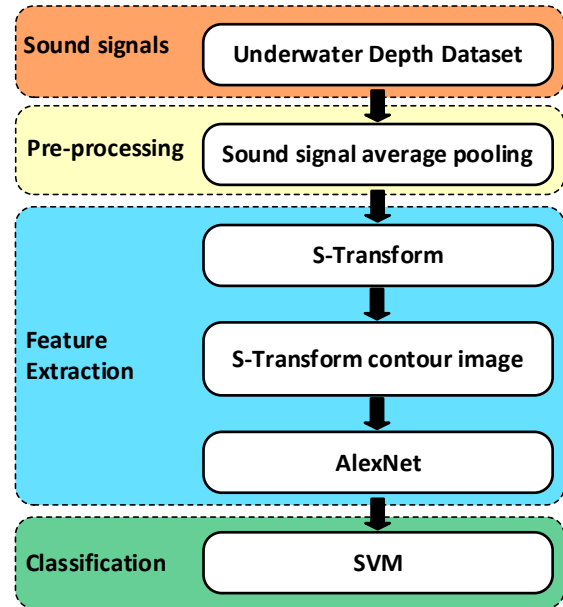 Sound signals
Underwater Depth Dataset
Pre-processing
Sound signal average pooling
S-Transform
Feature
Extraction
S-Transform contour image
AlexNet
Classification
SVM